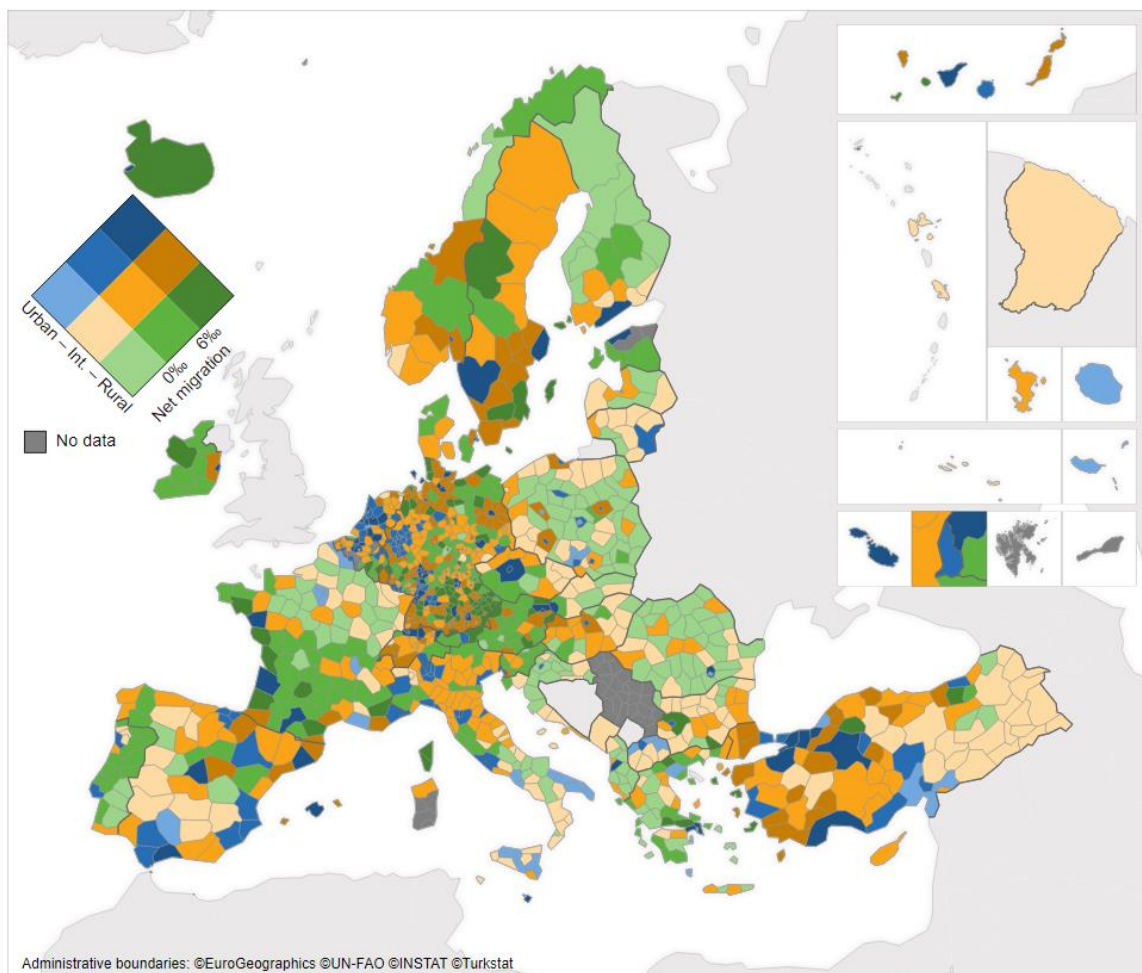 Urban – Int. – Rural
0‰ 6‰
Net migration
No data
Administrative boundaries: ©EuroGeographics ©UN-FAO ©INSTAT ©Turkstat